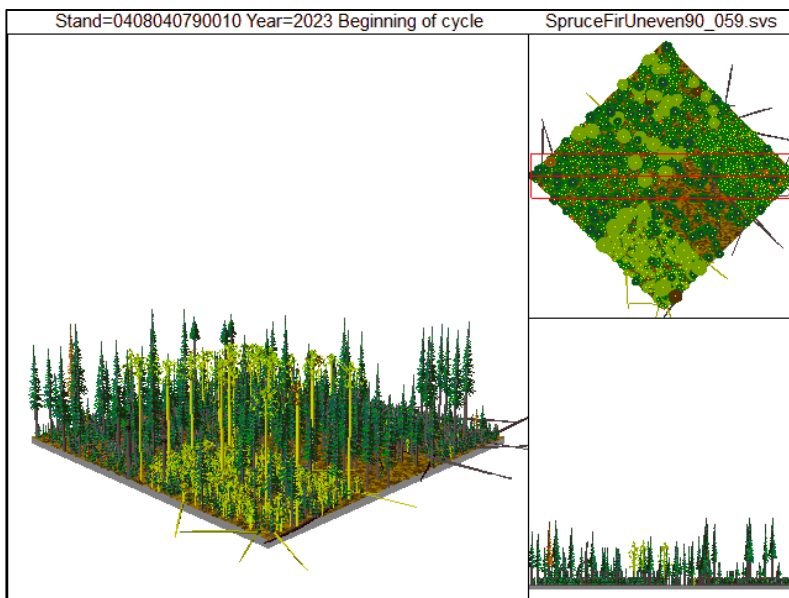 Stand=0408040790010 Year=2023 Beginning of cycle
SpruceFirUneven90_059.svs